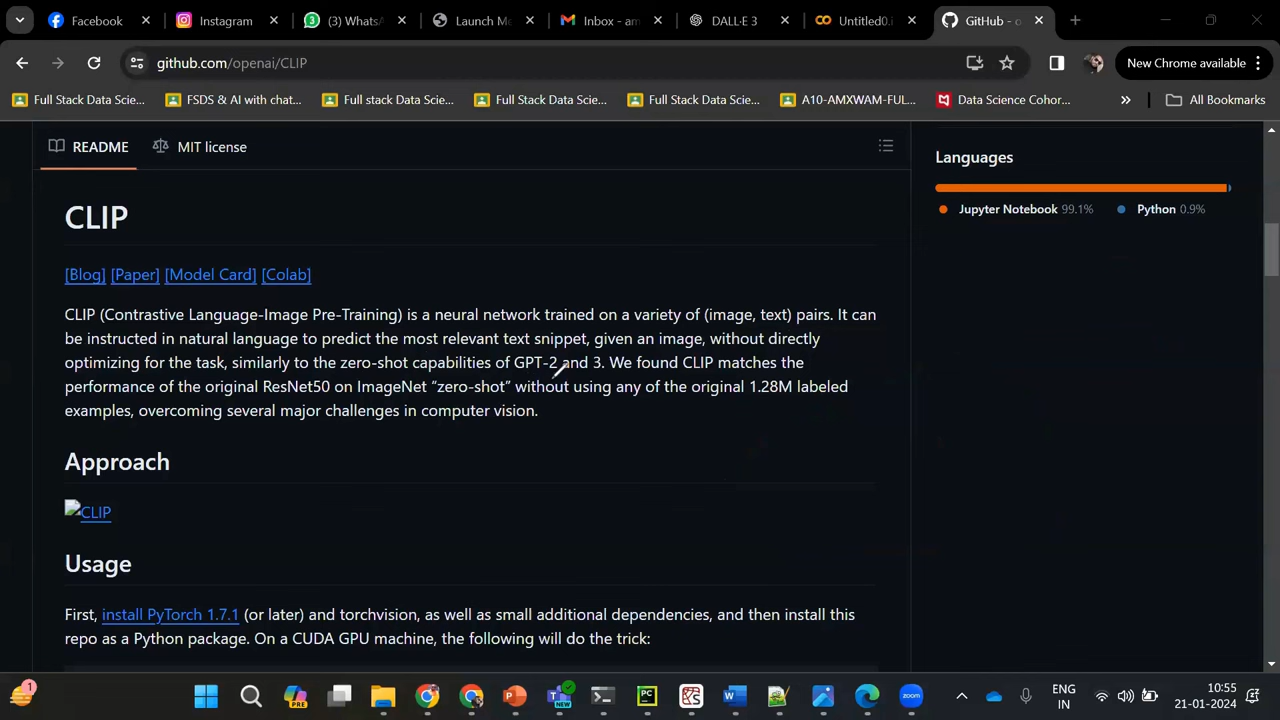 Facebook
Instagram
(3) WhatsA
Launch Me
Inbox - am
DALL·E 3
Untitled0.i
GitHub - o
github.com/openai/CLIP
New Chrome available
Full Stack Data Scie...
FSDS & AI with chat...
Full stack Data Scie...
Full Stack Data Scien...
Full Stack Data Scie...
A10-AMXWAM-FUL...
Data Science Cohor...
All Bookmarks
README
MIT license
CLIP
[Blog] [Paper] [Model Card] [Colab]
CLIP (Contrastive Language-Image Pre-Training) is a neural network trained on a variety of (image, text) pairs. It can
be instructed in natural language to predict the most relevant text snippet, given an image, without directly
optimizing for the task, similarly to the zero-shot capabilities of GPT-2 and 3. We found CLIP matches the
performance of the original ResNet50 on ImageNet “zero-shot” without using any of the original 1.28M labeled
examples, overcoming several major challenges in computer vision.
Approach
CLIP
Usage
First, install PyTorch 1.7.1 (or later) and torchvision, as well as small additional dependencies, and then install this
repo as a Python package. On a CUDA GPU machine, the following will do the trick:
Languages
Jupyter Notebook 99.1%
Python 0.9%
1
PRE
NEW
PC
zoom
ENG
IN
10:55
21-01-2024